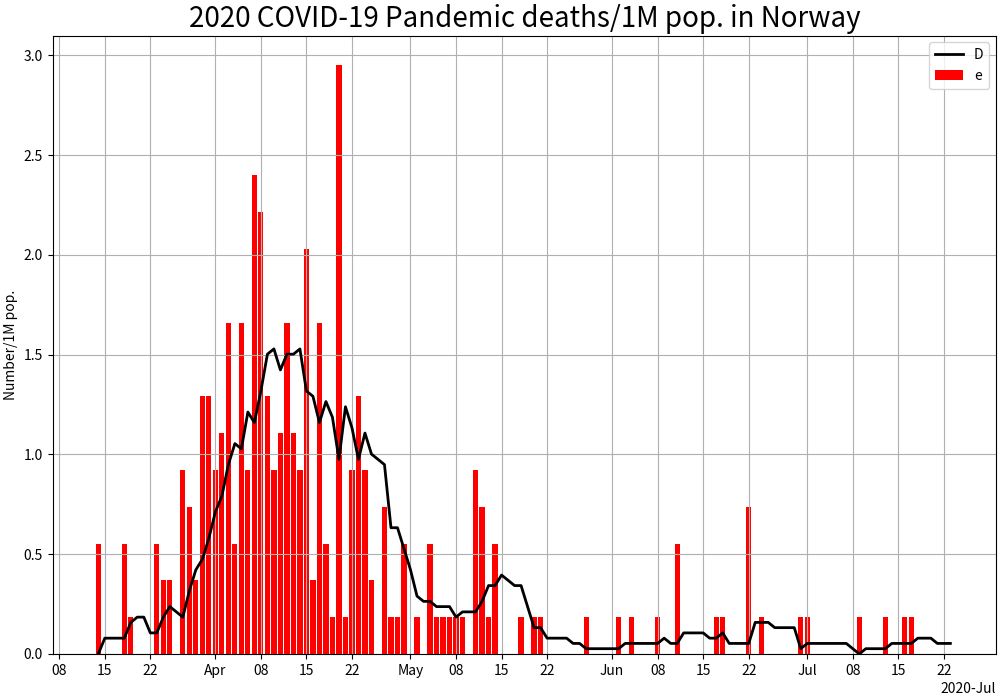 2020 COVID-19 Pandemic deaths/1M pop. in Norway
D
e
Number/1M pop.
3.0
2.5
2.0
1.5
1.0
0.5
0.0
08 15 22 Apr 08 15 22 May 08 15 22 Jun 08 15 22 Jul 08 15 22
2020-Jul